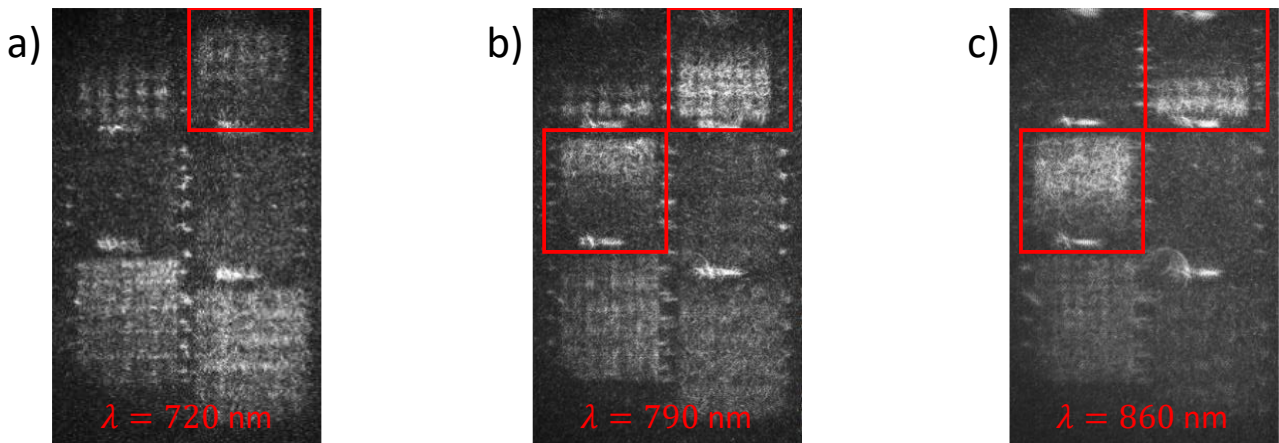 a)
b)
c)
λ = 720 nm
λ = 790 nm
λ = 860 nm